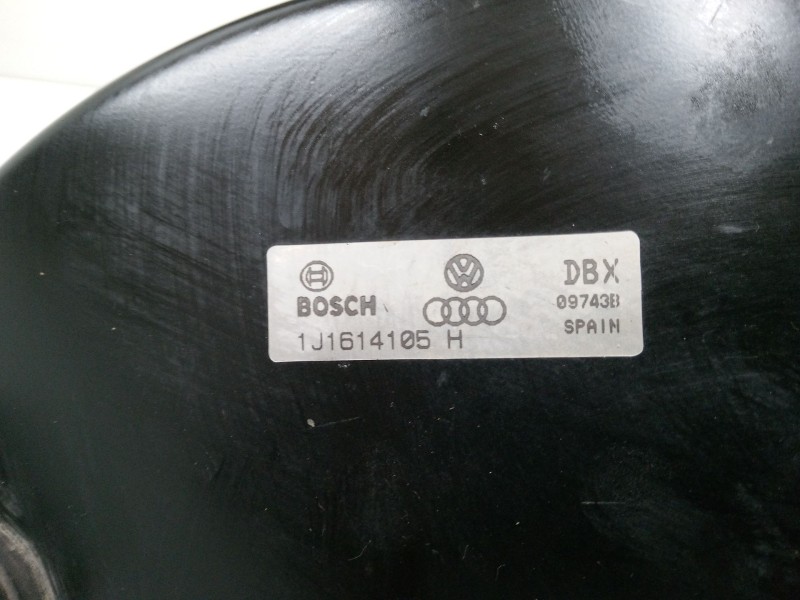 DBX
BOSCH
09743B
1J1614105 H
SPAIN